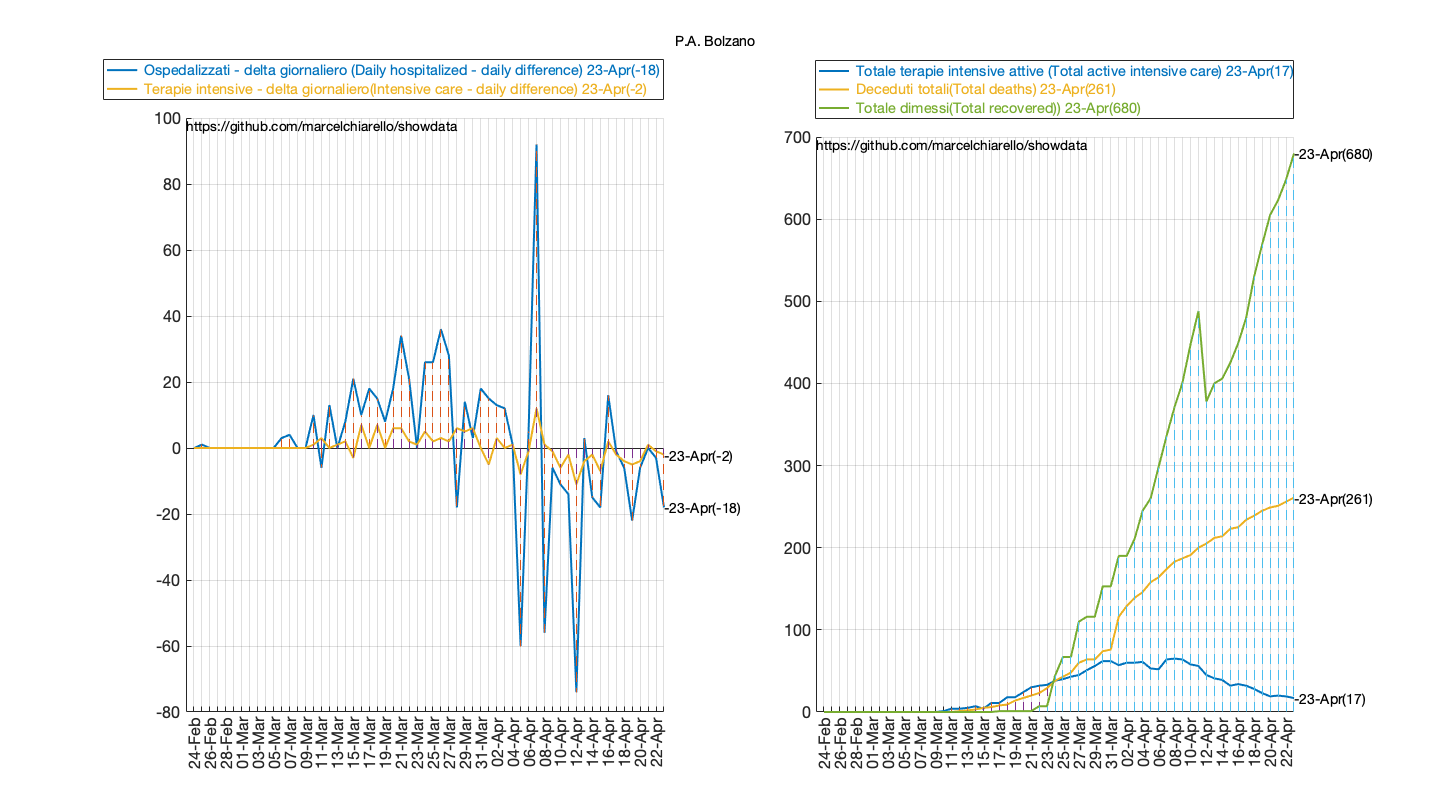 P.A. Bolzano
Ospedalizzati - delta giornaliero (Daily hospitalized - daily difference) 23-Apr(-18)
Terapie intensive - delta giornaliero(Intensive care - daily difference) 23-Apr(-2)
https://github.com/marcelchiarello/showdata
100
80
60
40
20
0
-20
-40
-60
-80
-23-Apr(-2)
-23-Apr(-18)
24-Feb
26-Feb
28-Feb
01-Mar
03-Mar
05-Mar
07-Mar
09-Mar
11-Mar
13-Mar
15-Mar
17-Mar
19-Mar
21-Mar
23-Mar
25-Mar
27-Mar
29-Mar
31-Mar
02-Apr
04-Apr
06-Apr
08-Apr
10-Apr
12-Apr
14-Apr
16-Apr
18-Apr
20-Apr
22-Apr
Totale terapie intensive attive (Total active intensive care) 23-Apr(17)
Deceduti totali(Total deaths) 23-Apr(261)
Totale dimessi(Total recovered)) 23-Apr(680)
https://github.com/marcelchiarello/showdata
700
600
500
400
300
200
100
0
-23-Apr(680)
-23-Apr(261)
-23-Apr(17)
24-Feb
26-Feb
28-Feb
01-Mar
03-Mar
05-Mar
07-Mar
09-Mar
11-Mar
13-Mar
15-Mar
17-Mar
19-Mar
21-Mar
23-Mar
25-Mar
27-Mar
29-Mar
31-Mar
02-Apr
04-Apr
06-Apr
08-Apr
10-Apr
12-Apr
14-Apr
16-Apr
18-Apr
20-Apr
22-Apr